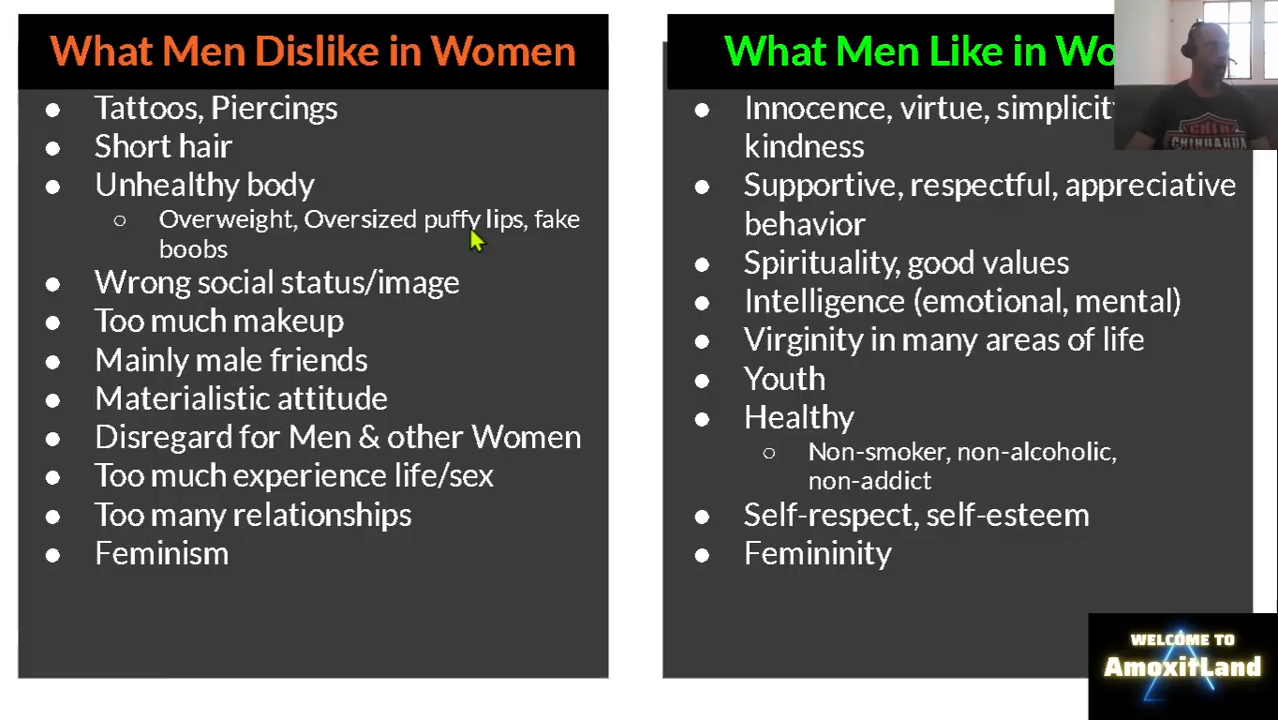 What Men Dislike in Women
Tattoos, Piercings
Short hair
Unhealthy body
Overweight, Oversized puffy lips, fake
boobs
Wrong social status/image
Too much makeup
Mainly male friends
Materialistic attitude
Disregard for Men & other Women
Too much experience life/sex
Too many relationships
Feminism
What Men Like in Wo
Innocence, virtue, simplicity
kindness
Supportive, respectful, appreciative
behavior
Spirituality, good values
Intelligence (emotional, mental)
Virginity in many areas of life
Youth
Healthy
Non-smoker, non-alcoholic,
non-addict
Self-respect, self-esteem
Femininity
CHIHUAHUA
WELCOME TO
AmoxitLand